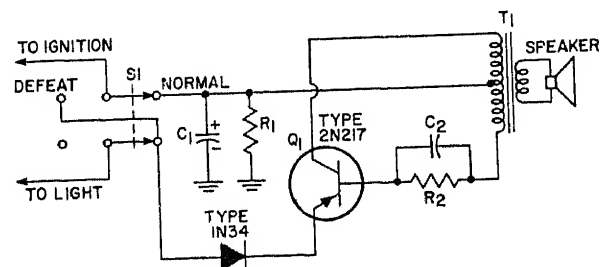 T1
TO IGNITION
SPEAKER
DEFEAT
S1
NORMAL
C1
+
-
R1
TYPE
2N217
Q1
C2
R2
TO LIGHT
TYPE
1N34